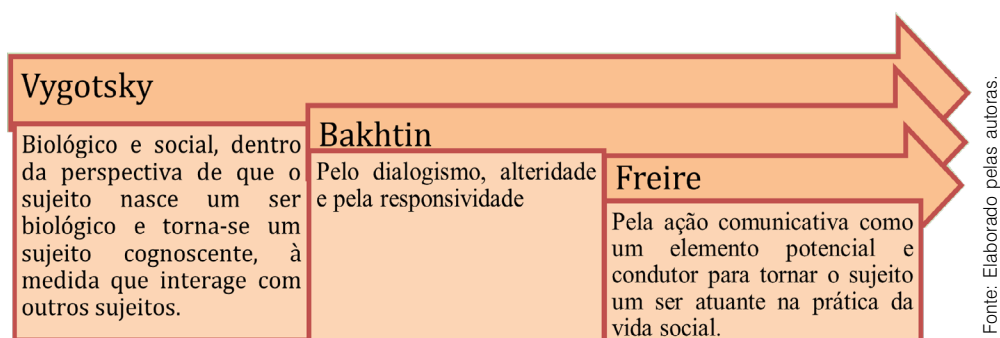 Vygotsky
Biológico e social, dentro
da perspectiva de que o
sujeito nasce um ser
biológico e torna-se um
sujeito cognoscente, à
medida que interage com
outros sujeitos.
Bakhtin
Pelo dialogismo, alteridade
e pela responsividade
Freire
Pela ação comunicativa como
um elemento potencial e
condutor para tornar o sujeito
um ser atuante na prática da
vida social.
Fonte: Elaborado pelas autoras.